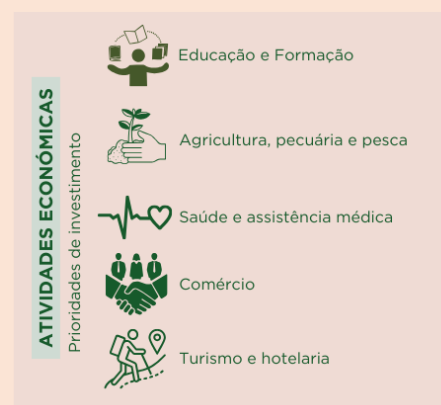 ATIVIDADES ECONÓMICAS
Prioridades de investimento
Educação e Formação
Agricultura, pecuária e pesca
Saúde e assistência médica
Comércio
Turismo e hotelaria